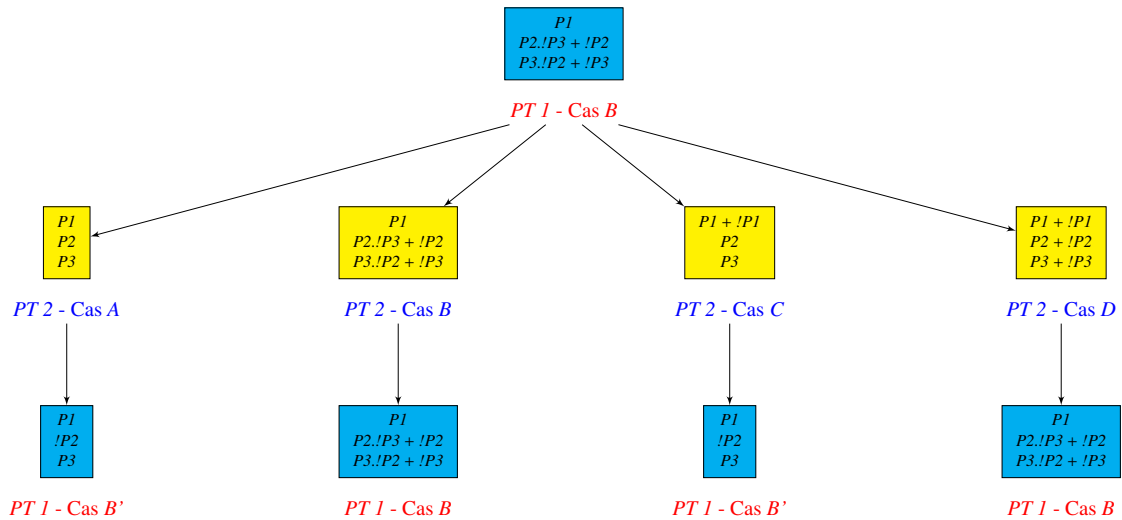 P1
P2.!P3 + !P2
P3.!P2 + !P3
PT 1 - Cas B
P1
P2
P3
PT 2 - Cas A
P1
P2.!P3 + !P2
P3.!P2 + !P3
PT 2 - Cas B
P1 + !P1
P2
P3
PT 2 - Cas C
P1 + !P1
P2 + !P2
P3 + !P3
PT 2 - Cas D
P1
!P2
P3
PT 1 - Cas B’
P1
P2.!P3 + !P2
P3.!P2 + !P3
PT 1 - Cas B
P1
!P2
P3
PT 1 - Cas B’
P1
P2.!P3 + !P2
P3.!P2 + !P3
PT 1 - Cas B